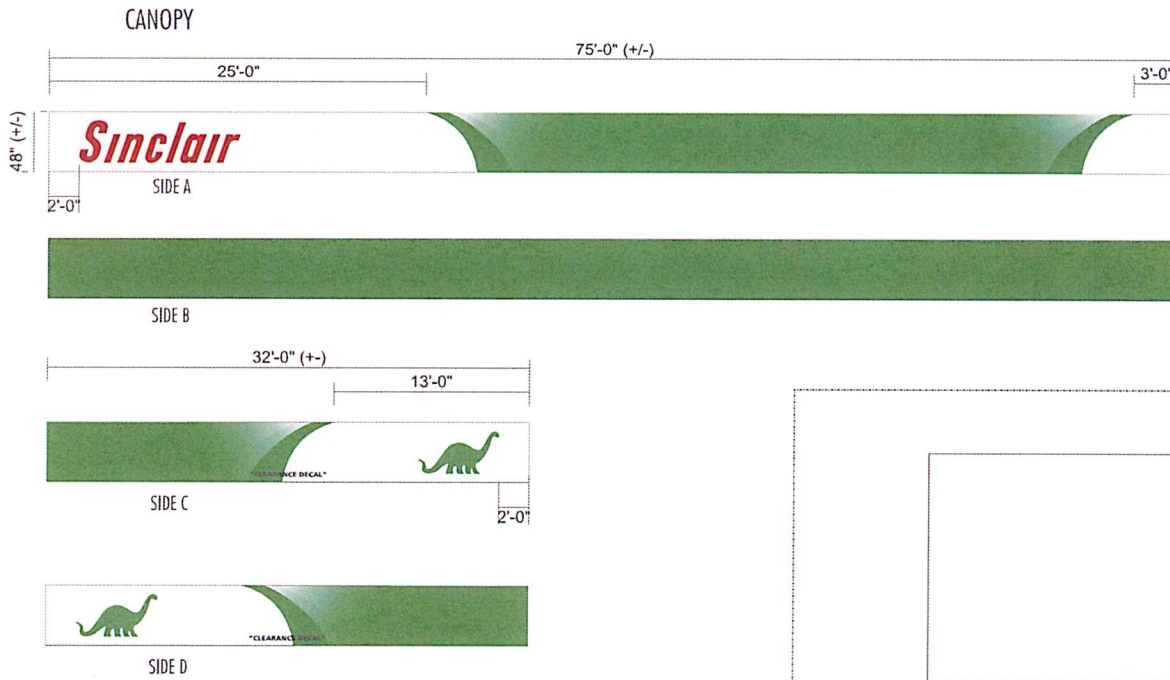 CANOPY
75'-0" (+/-)
25'-0"
3'-0"
48" (+/-)
Sinclair
SIDE A
2'-0"
SIDE B
32'-0" (+-)
13'-0"
"CLEARANCE DECAL"
SIDE C
2'-0"
"CLEARANCE DECAL"
SIDE D